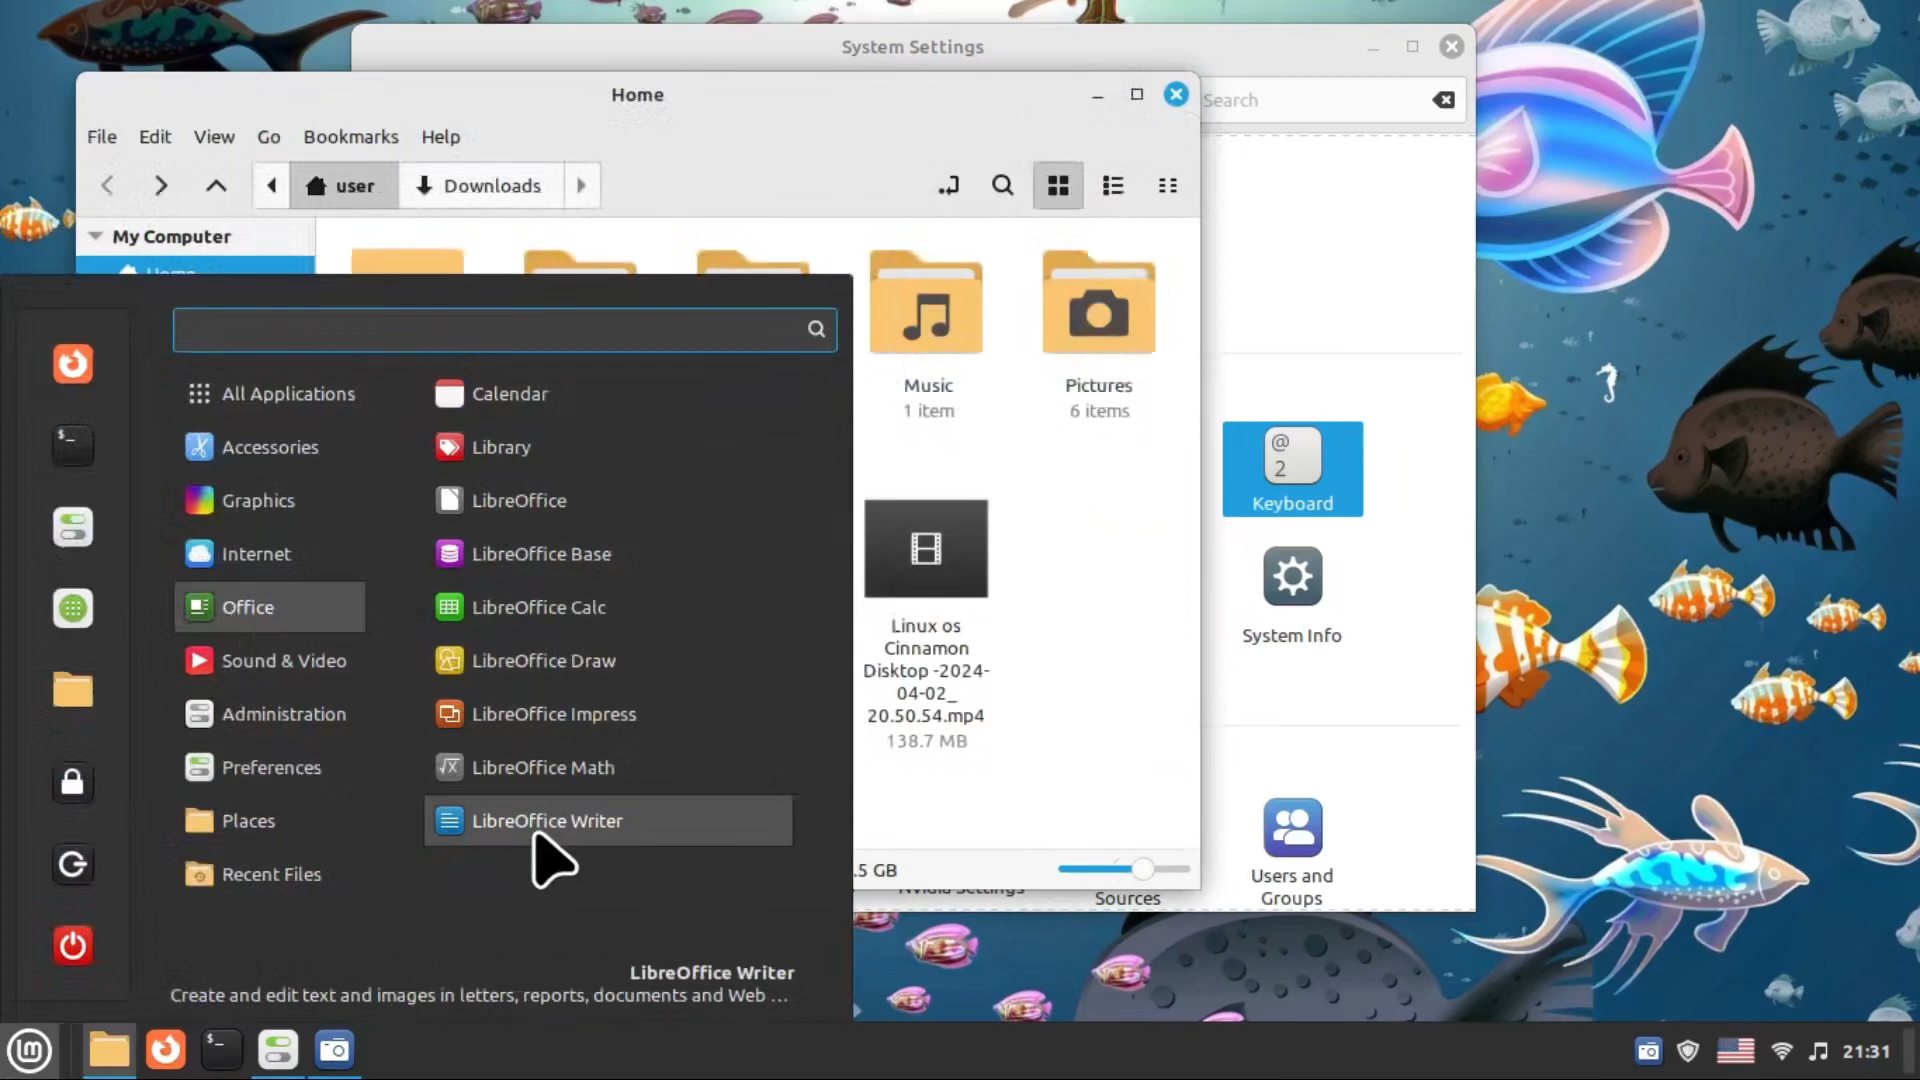 System Settings
Search
Home
File Edit View Go Bookmarks Help
user
Downloads
My Computer
Home
Music
1 item
Pictures
6 items
Linux os
Cinnamon
Disktop -2024-
04-02_
20.50.54.mp4
138.7 MB
.5 GB
@
2
Keyboard
System Info
Users and
Groups
Nvidia Settings
Sources
All Applications
Accessories
Graphics
Internet
Office
Sound & Video
Administration
Preferences
Places
Recent Files
Calendar
Library
LibreOffice
LibreOffice Base
LibreOffice Calc
LibreOffice Draw
LibreOffice Impress
LibreOffice Math
LibreOffice Writer
LibreOffice Writer
Create and edit text and images in letters, reports, documents and Web ...
$_
$_
21:31